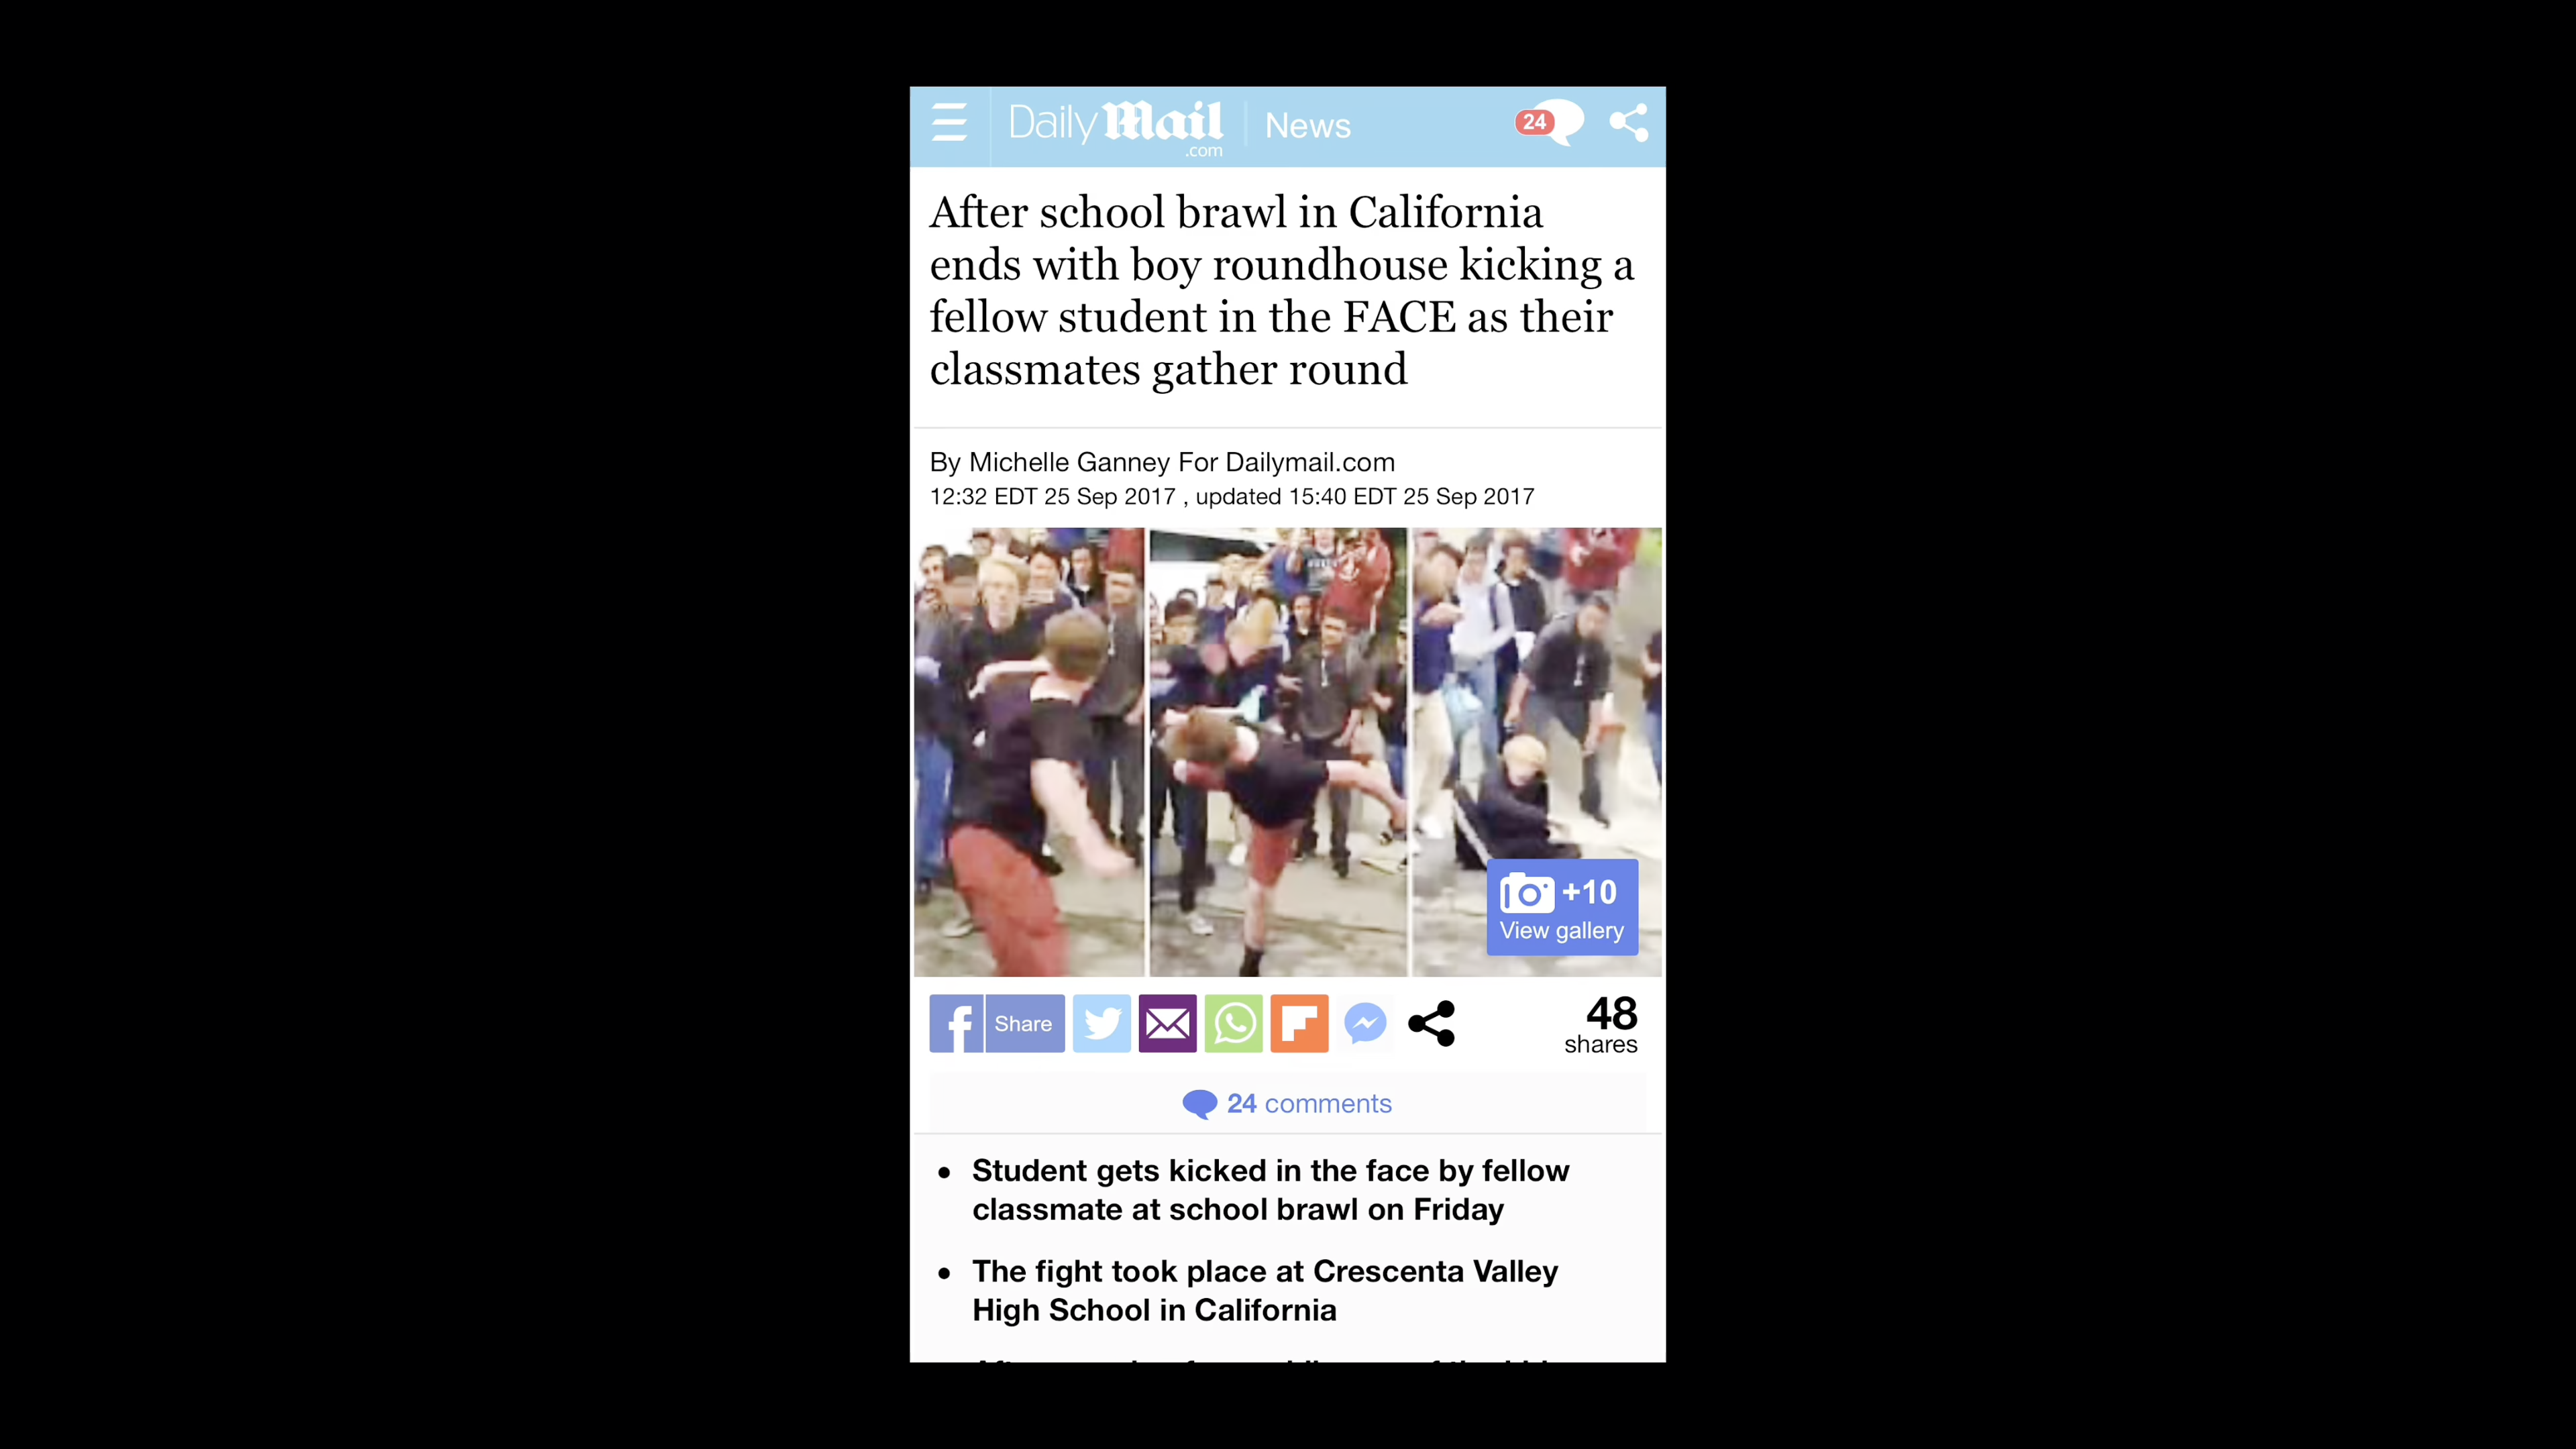 Daily Mail
.com
News
24
After school brawl in California
ends with boy roundhouse kicking a
fellow student in the FACE as their
classmates gather round
By Michelle Ganney For Dailymail.com
12:32 EDT 25 Sep 2017 , updated 15:40 EDT 25 Sep 2017
+10
View gallery
f Share
48
shares
24 comments
• Student gets kicked in the face by fellow
classmate at school brawl on Friday
• The fight took place at Crescenta Valley
High School in California